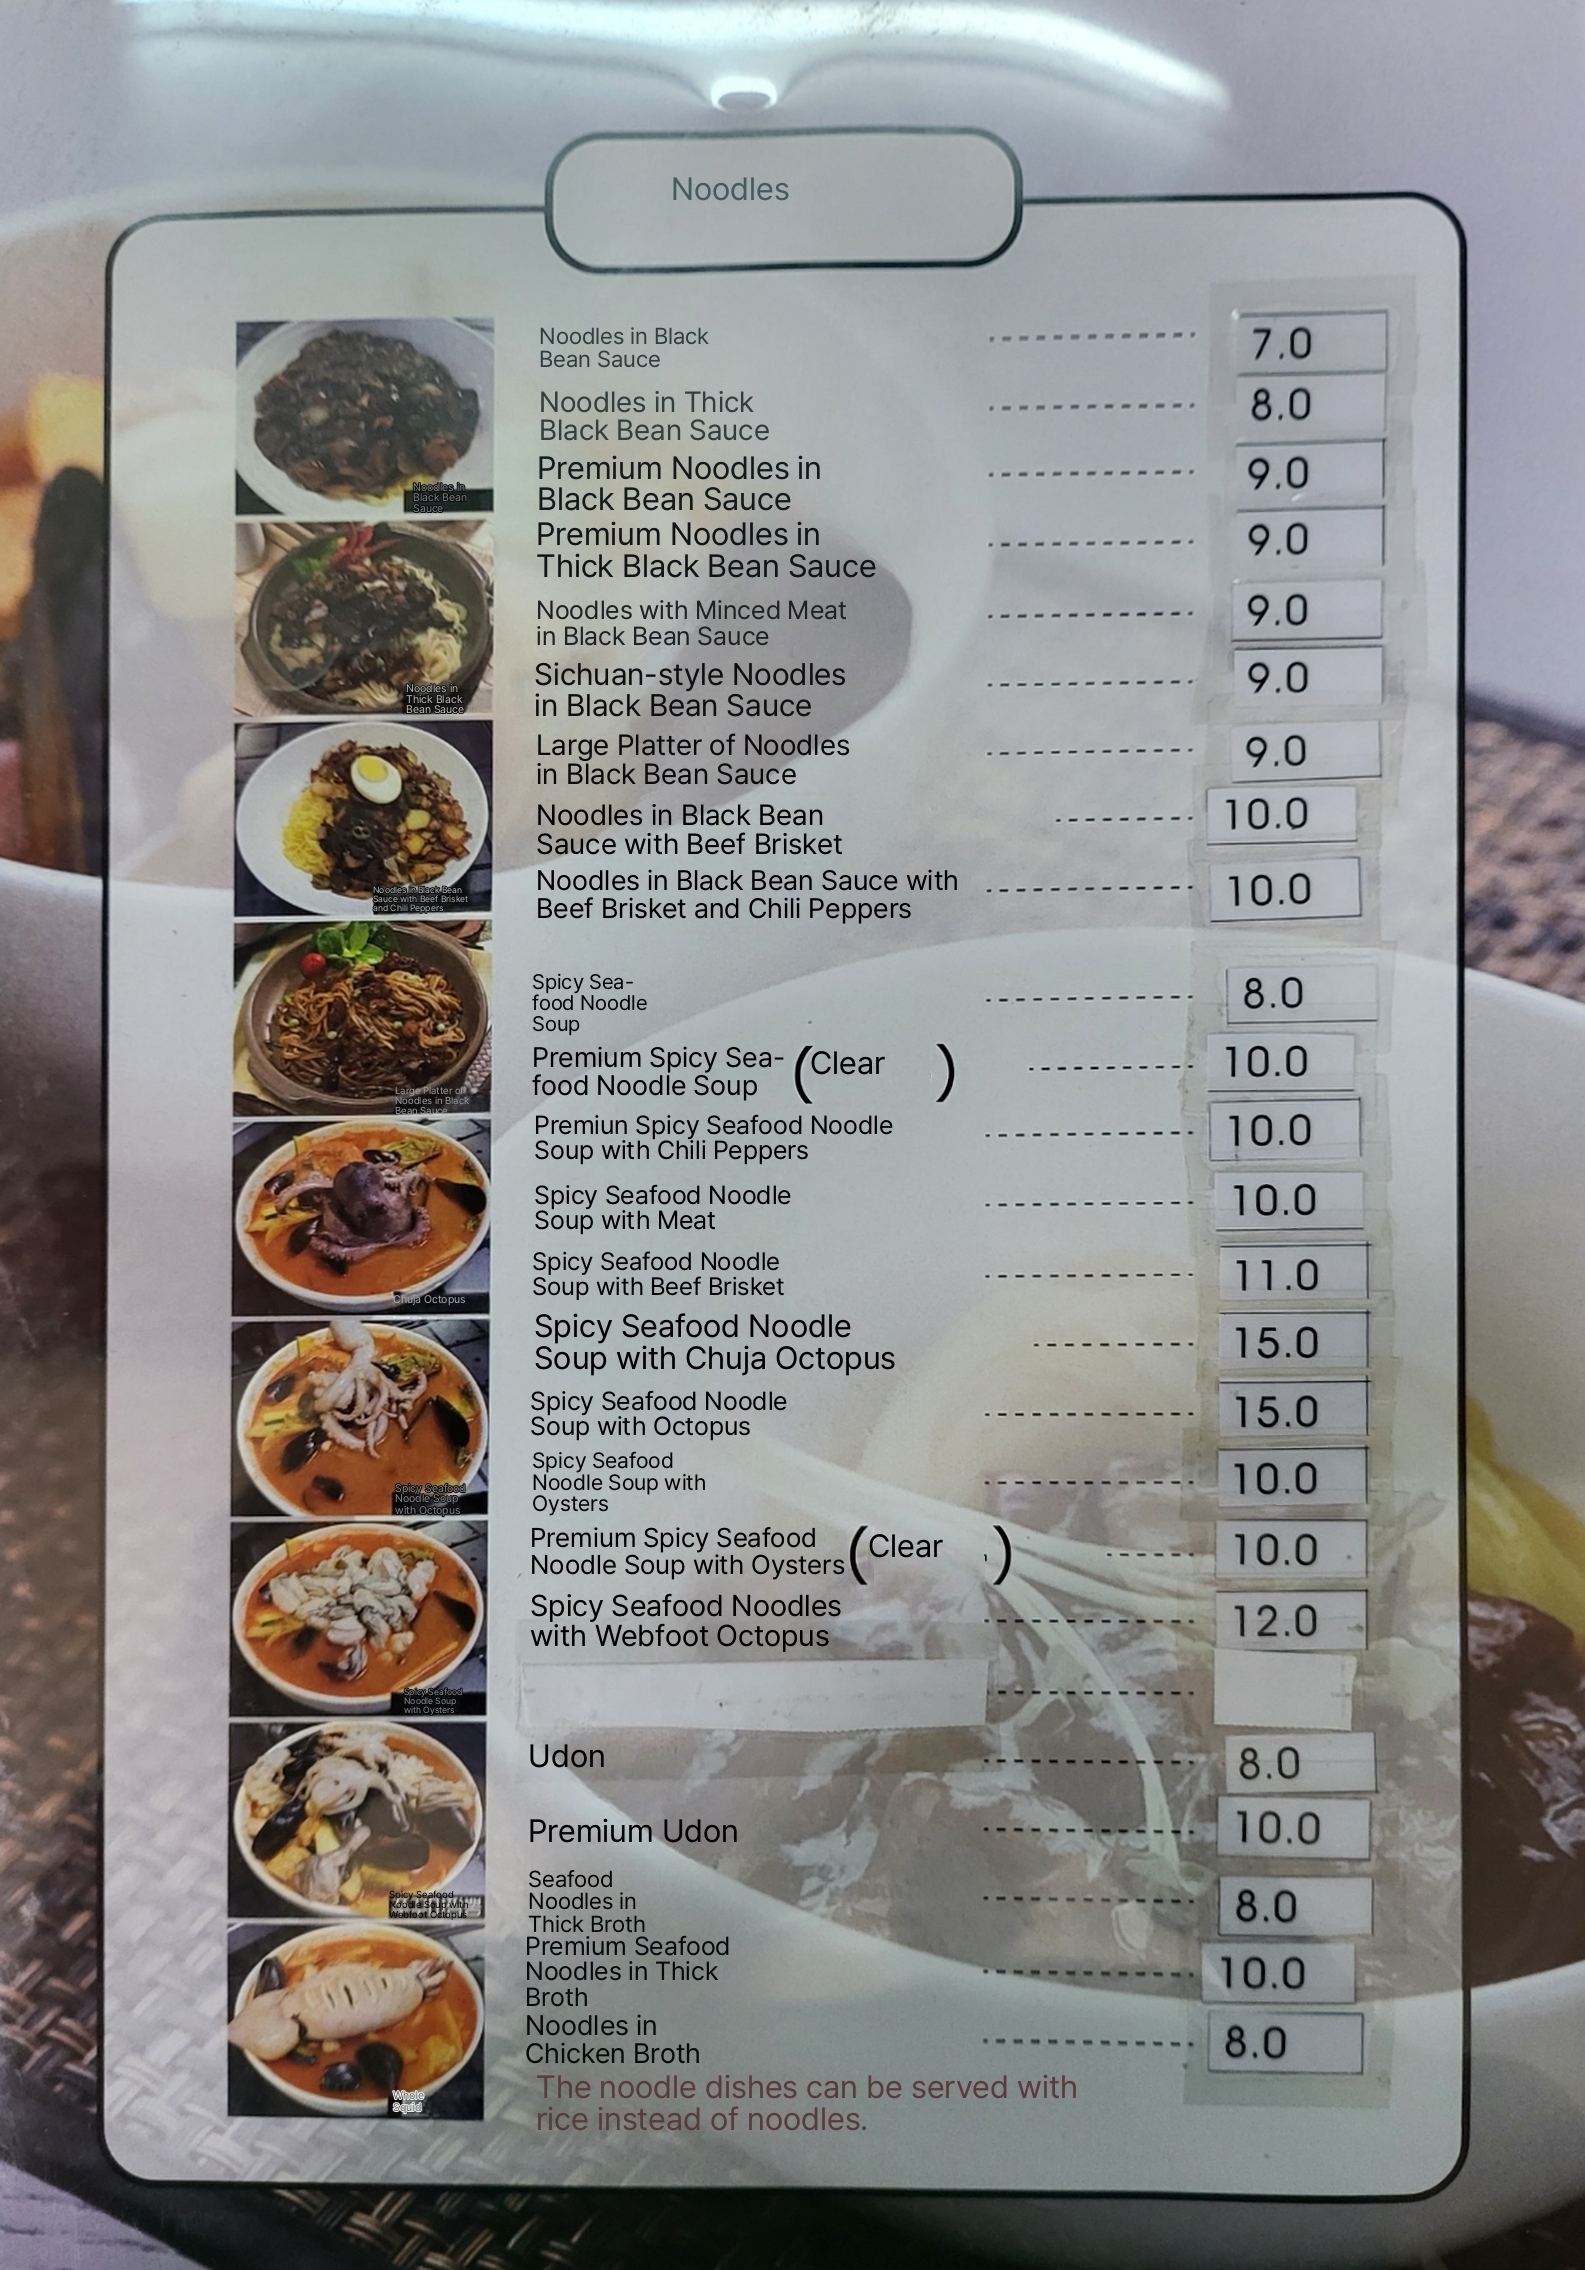 Noodles
Noodles in Black
Bean Sauce
7.0
Noodles in Thick
Black Bean Sauce
8.0
Premium Noodles in
Black Bean Sauce
9.0
Premium Noodles in
Thick Black Bean Sauce
9.0
Noodles with Minced Meat
in Black Bean Sauce
9.0
Sichuan-style Noodles
in Black Bean Sauce
9.0
Large Platter of Noodles
in Black Bean Sauce
9.0
Noodles in Black Bean
Sauce with Beef Brisket
10.0
Noodles in Black Bean Sauce with
Beef Brisket and Chili Peppers
10.0
Spicy Sea-
food Noodle
Soup
8.0
Premium Spicy Sea-
food Noodle Soup
(Clear )
10.0
Premiun Spicy Seafood Noodle
Soup with Chili Peppers
10.0
Spicy Seafood Noodle
Soup with Meat
10.0
Spicy Seafood Noodle
Soup with Beef Brisket
11.0
Spicy Seafood Noodle
Soup with Chuja Octopus
15.0
Spicy Seafood Noodle
Soup with Octopus
15.0
Spicy Seafood
Noodle Soup with
Oysters
10.0
Premium Spicy Seafood
Noodle Soup with Oysters
(Clear )
10.0
Spicy Seafood Noodles
with Webfoot Octopus
12.0
Udon
8.0
Premium Udon
10.0
Seafood
Noodles in
Thick Broth
8.0
Premium Seafood
Noodles in Thick
Broth
10.0
Noodles in
Chicken Broth
8.0
The noodle dishes can be served with
rice instead of noodles.
Noodles in
Black Bean
Sauce
Noodles in
Thick Black
Bean Sauce
Noodles in Black Bean
Sauce with Beef Brisket
and Chili Peppers
Large Platter of
Noodles in Black
Bean Sauce
Chuja Octopus
Spicy Seafood
Noodle Soup
with Octopus
Spicy Seafood
Noodle Soup
with Oysters
Spicy Seafood
Noodle Soup with
Webfoot Octopus
Whole
Squid